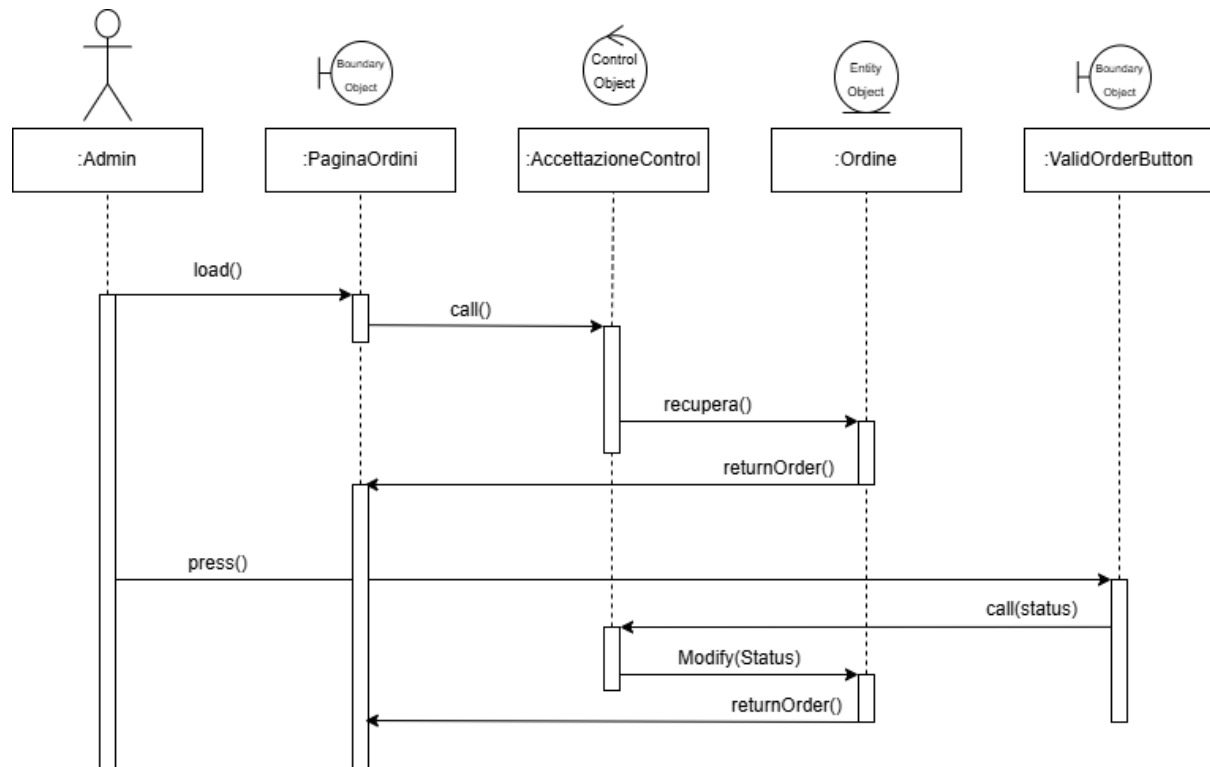 Boundary
Object
Control
Object
Entity
Object
Boundary
Object
:Admin
:PaginaOrdini
:AccettazioneControl
:Ordine
:ValidOrderButton
load()
call()
recupera()
returnOrder()
press()
call(status)
Modify(Status)
returnOrder()